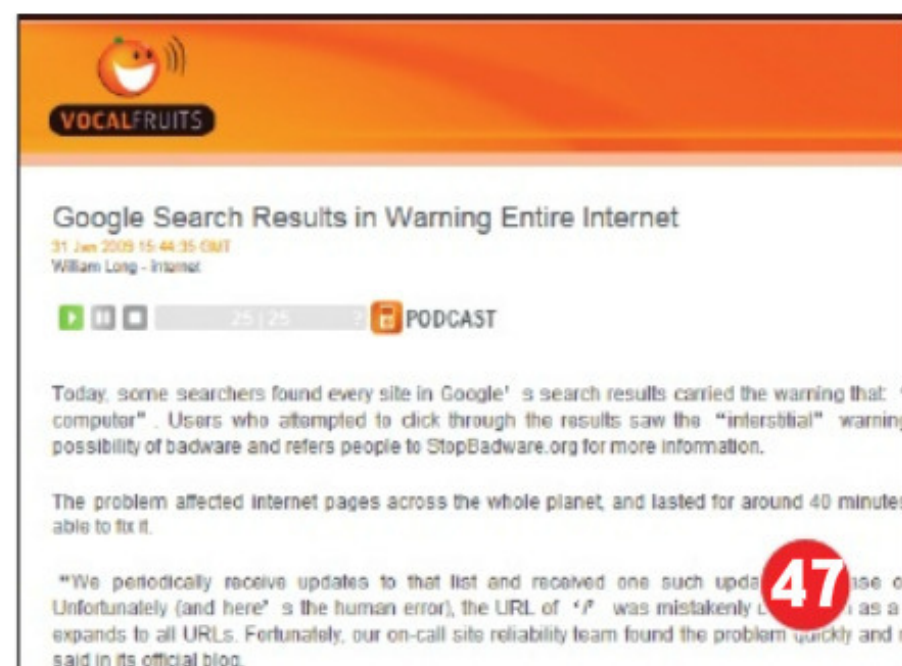 VOCALFRUITS
Google Search Results in Warning Entire Internet
31 Jan 2009 15:44:35 GMT
William Long - Internet
25 | 25 ? PODCAST
Today, some searchers found every site in Google's search results carried the warning that: "
computer". Users who attempted to click through the results saw the "interstitial" warning
possibility of badware and refers people to StopBadware.org for more information.
The problem affected internet pages across the whole planet, and lasted for around 40 minutes
able to fix it.
"We periodically receive updates to that list and received one such
47
Unfortunately (and here's the human error), the URL of '/' was mistakenly as a
expands to all URLs. Fortunately, our on-call site reliability team found the problem quickly and
said in its official blog.